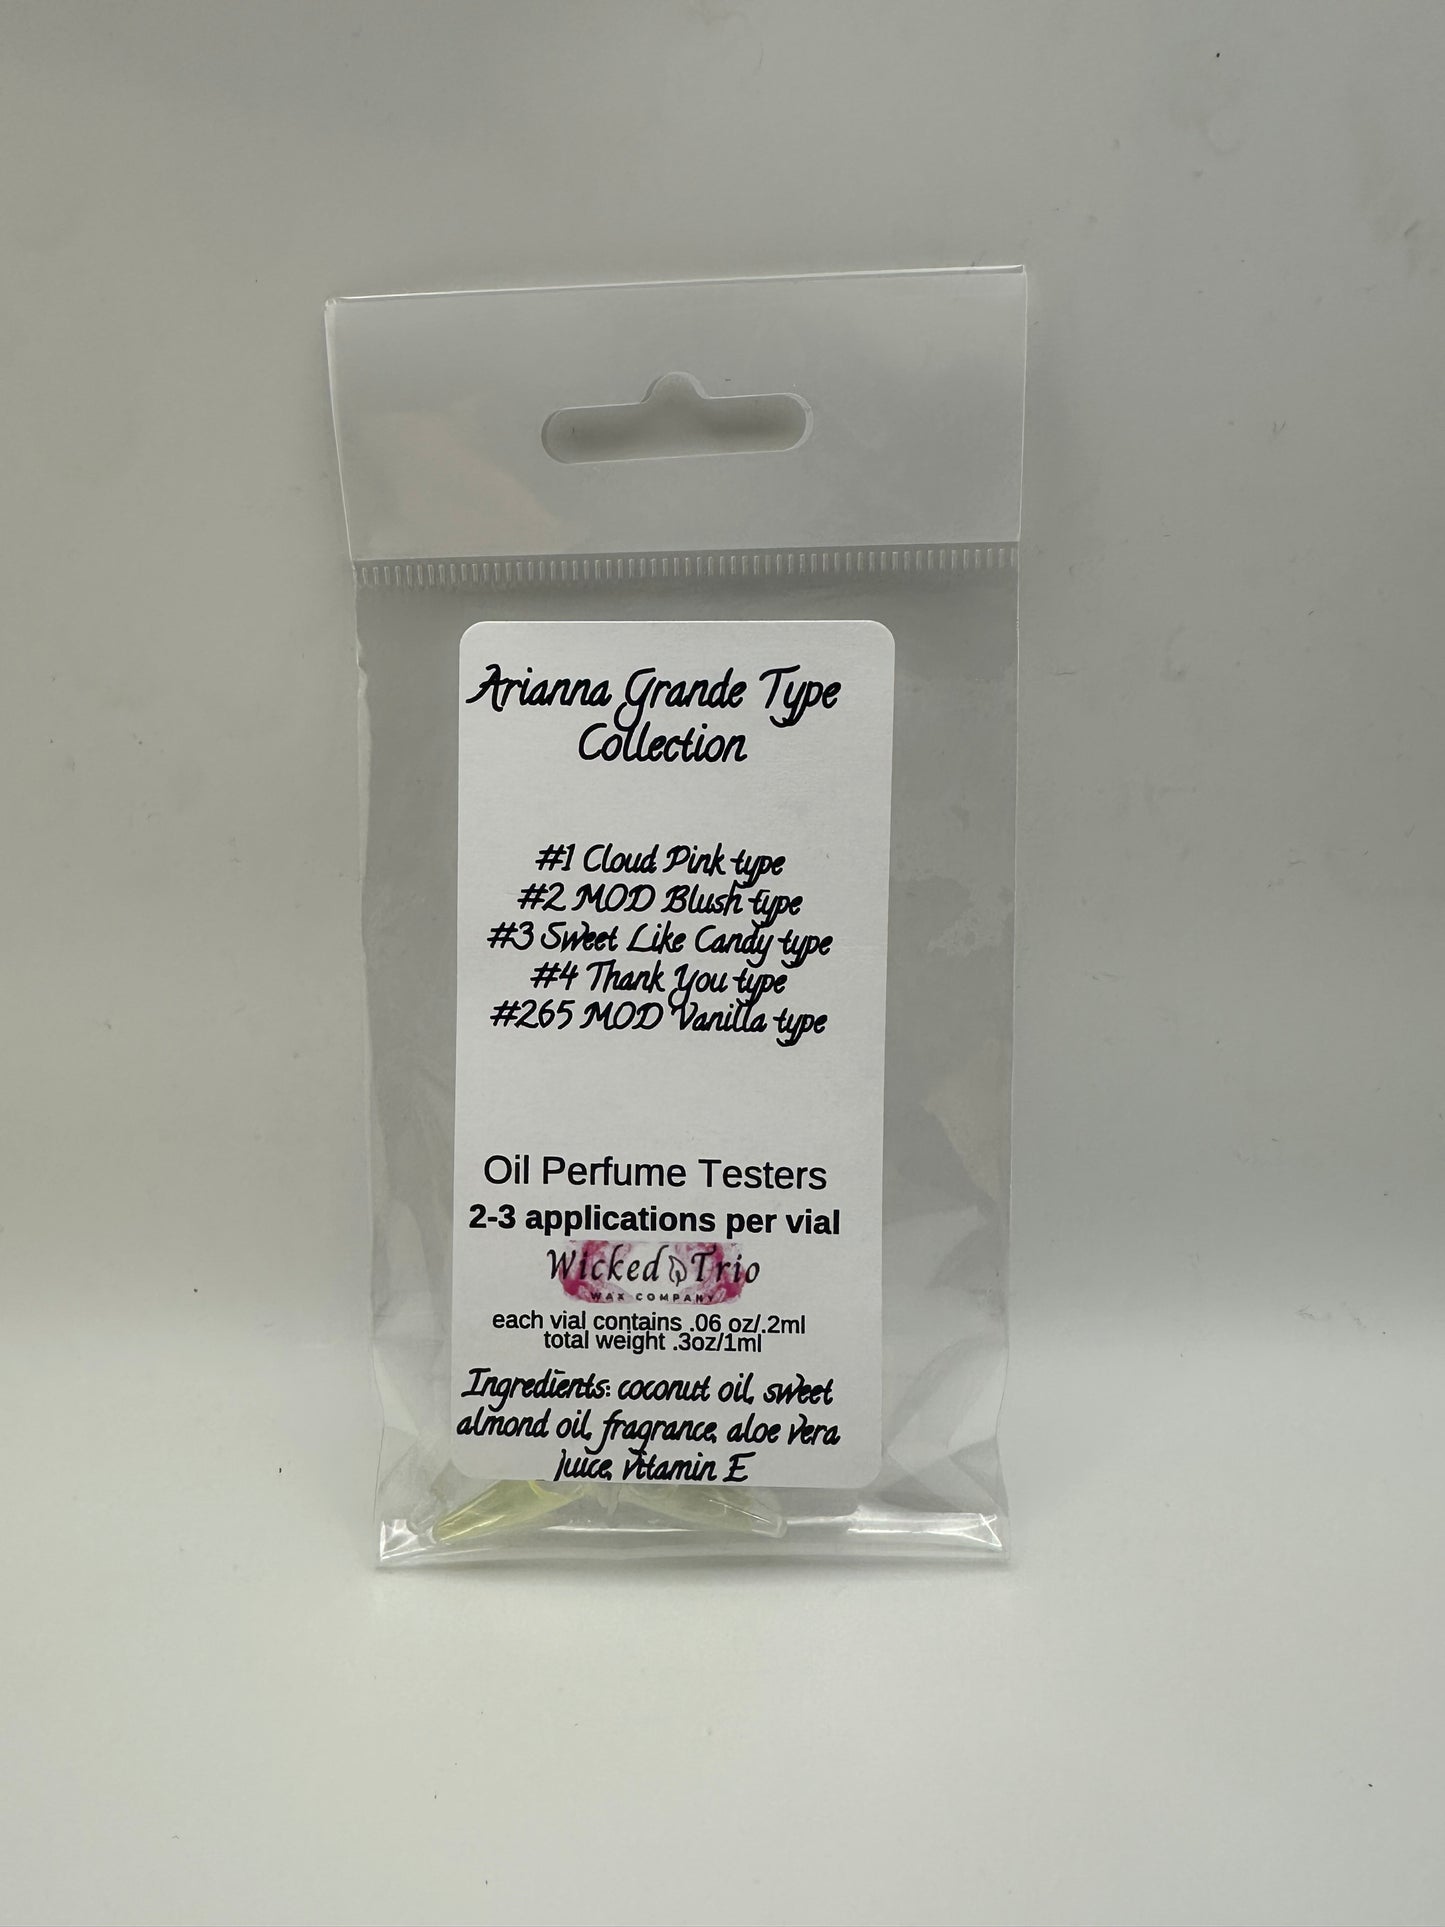 Arianna Grande Type
Collection
#1 Cloud Pink type
#2 MOD Blush type
#3 Sweet Like Candy type
#4 Thank You type
#265 MOD Vanilla type
Oil Perfume Testers
2-3 applications per vial
Wicked Trio
WAX COMPANY
each vial contains .06 oz/.2ml
total weight .3oz/1ml
Ingredients: coconut oil, sweet
almond oil, fragrance, aloe vera
juice, vitamin E